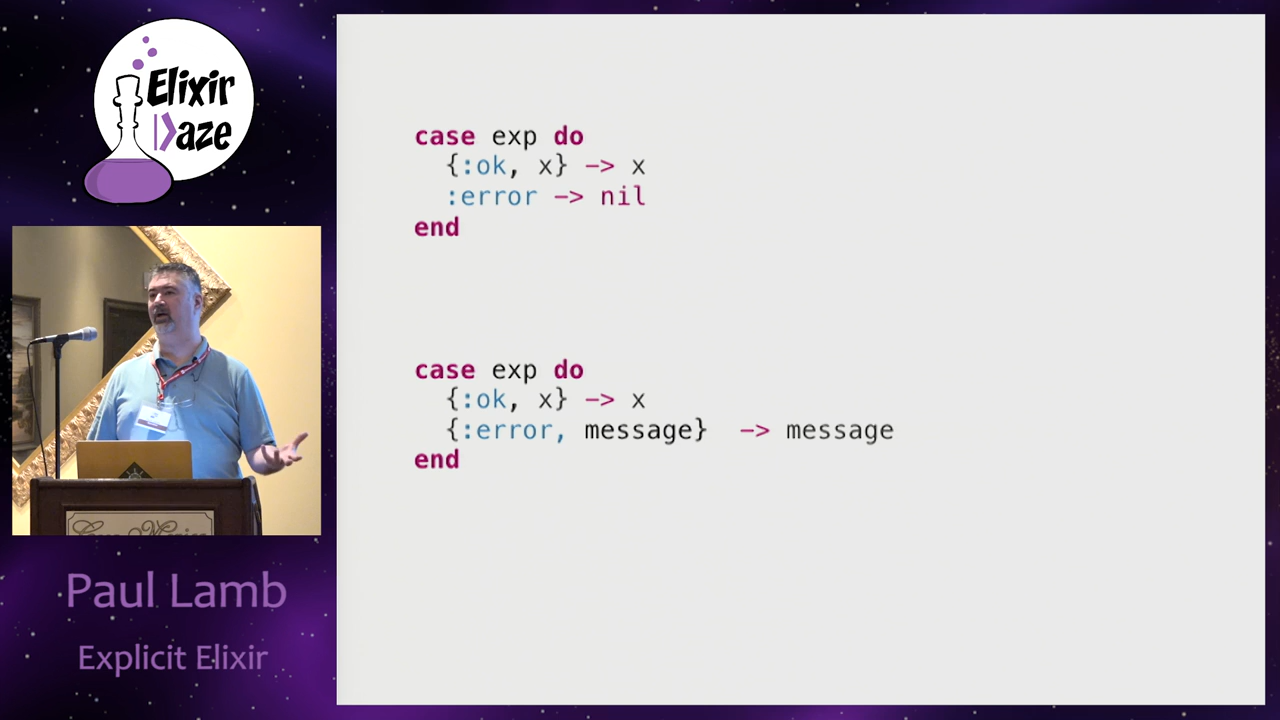 Elixir
|>aze
case exp do
  {:ok, x} -> x
  :error -> nil
end
case exp do
  {:ok, x} -> x
  {:error, message}  -> message
end
Paul Lamb
Explicit Elixir